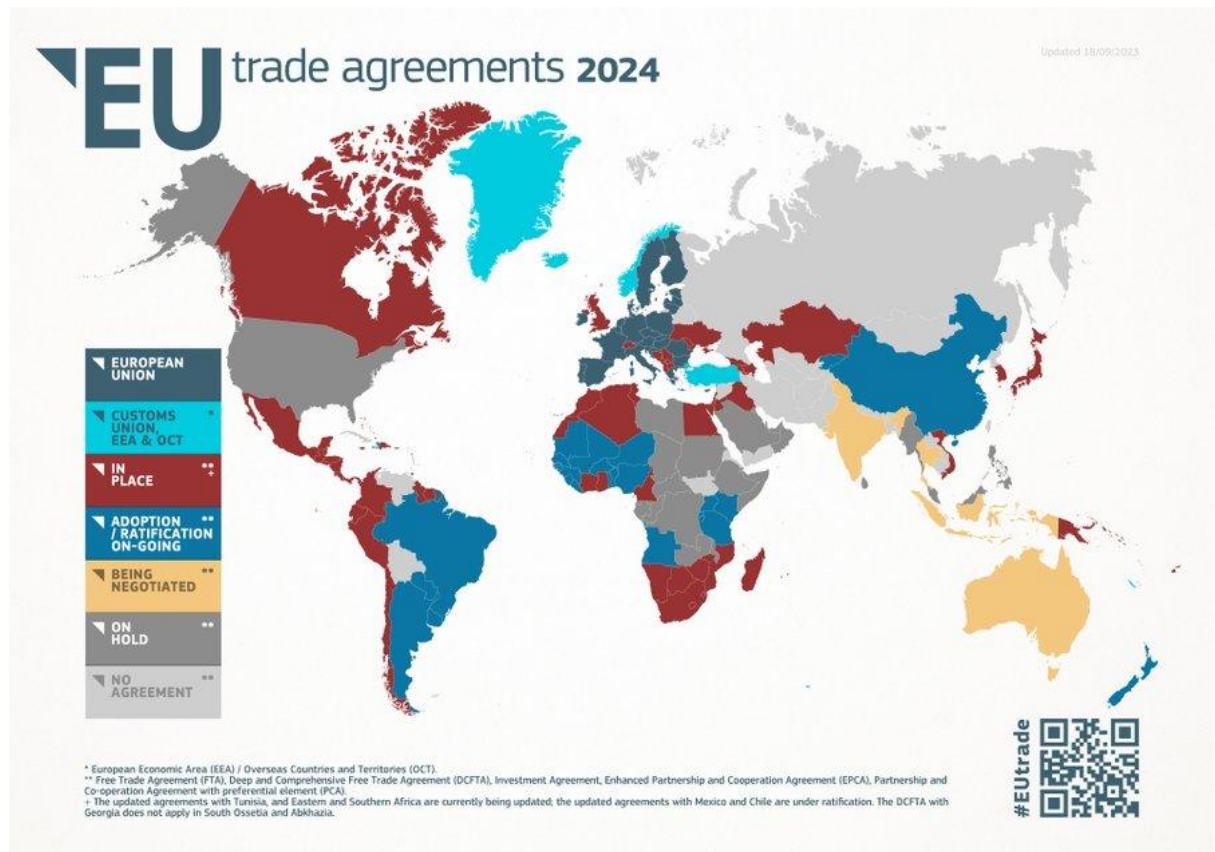 EU trade agreements 2024
Updated 18/09/2023
EUROPEAN
UNION
CUSTOMS *
UNION,
EEA & OCT
IN **
PLACE +
ADOPTION **
/ RATIFICATION
ON-GOING
BEING **
NEGOTIATED
ON **
HOLD
NO **
AGREEMENT
#EUtrade
* European Economic Area (EEA) / Overseas Countries and Territories (OCT).
** Free Trade Agreement (FTA), Deep and Comprehensive Free Trade Agreement (DCFTA), Investment Agreement, Enhanced Partnership and Cooperation Agreement (EPCA), Partnership and
Co-operation Agreement with preferential element (PCA).
+ The updated agreements with Tunisia, and Eastern and Southern Africa are currently being updated; the updated agreements with Mexico and Chile are under ratification. The DCFTA with
Georgia does not apply in South Ossetia and Abkhazia.